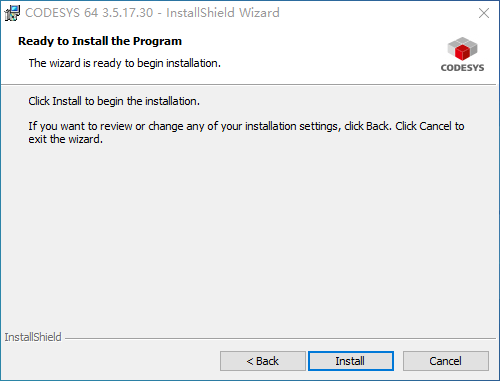 CODESYS 64 3.5.17.30 - InstallShield Wizard
Ready to Install the Program
The wizard is ready to begin installation.
CODESYS
Click Install to begin the installation.
If you want to review or change any of your installation settings, click Back. Click Cancel to
exit the wizard.
InstallShield
< Back
Install
Cancel